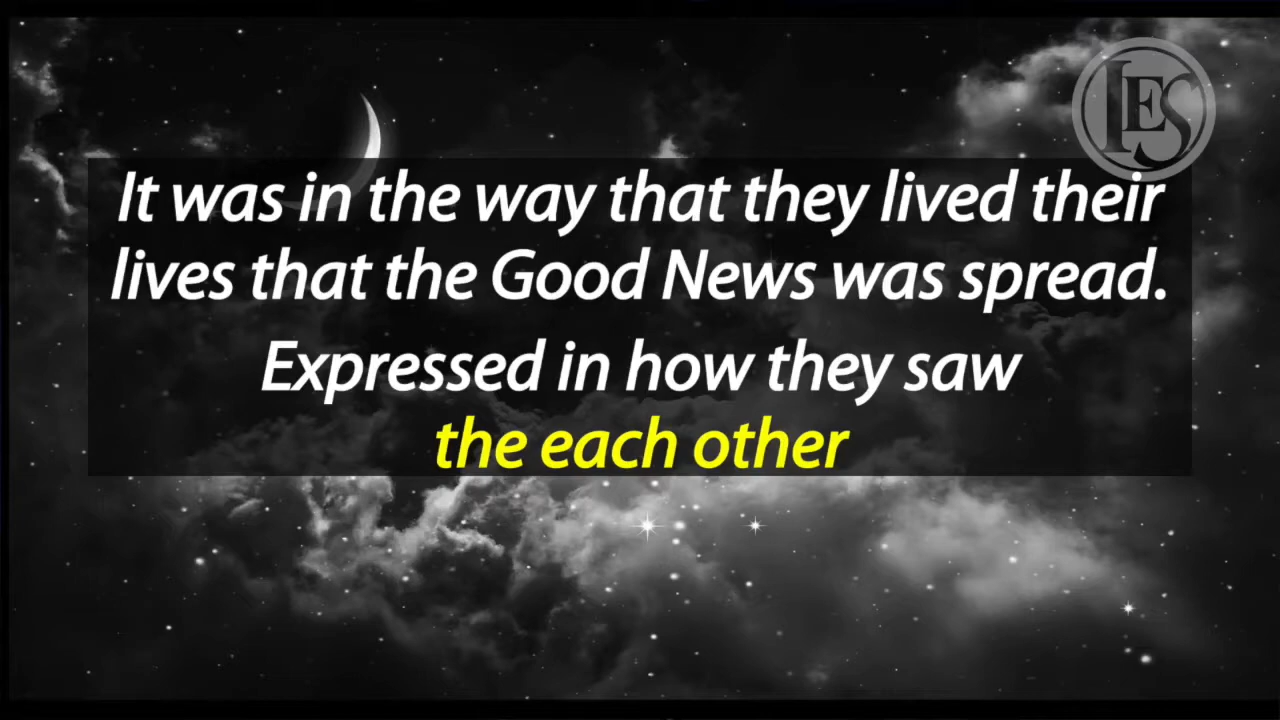 IES
It was in the way that they lived their
lives that the Good News was spread.
Expressed in how they saw
the each other